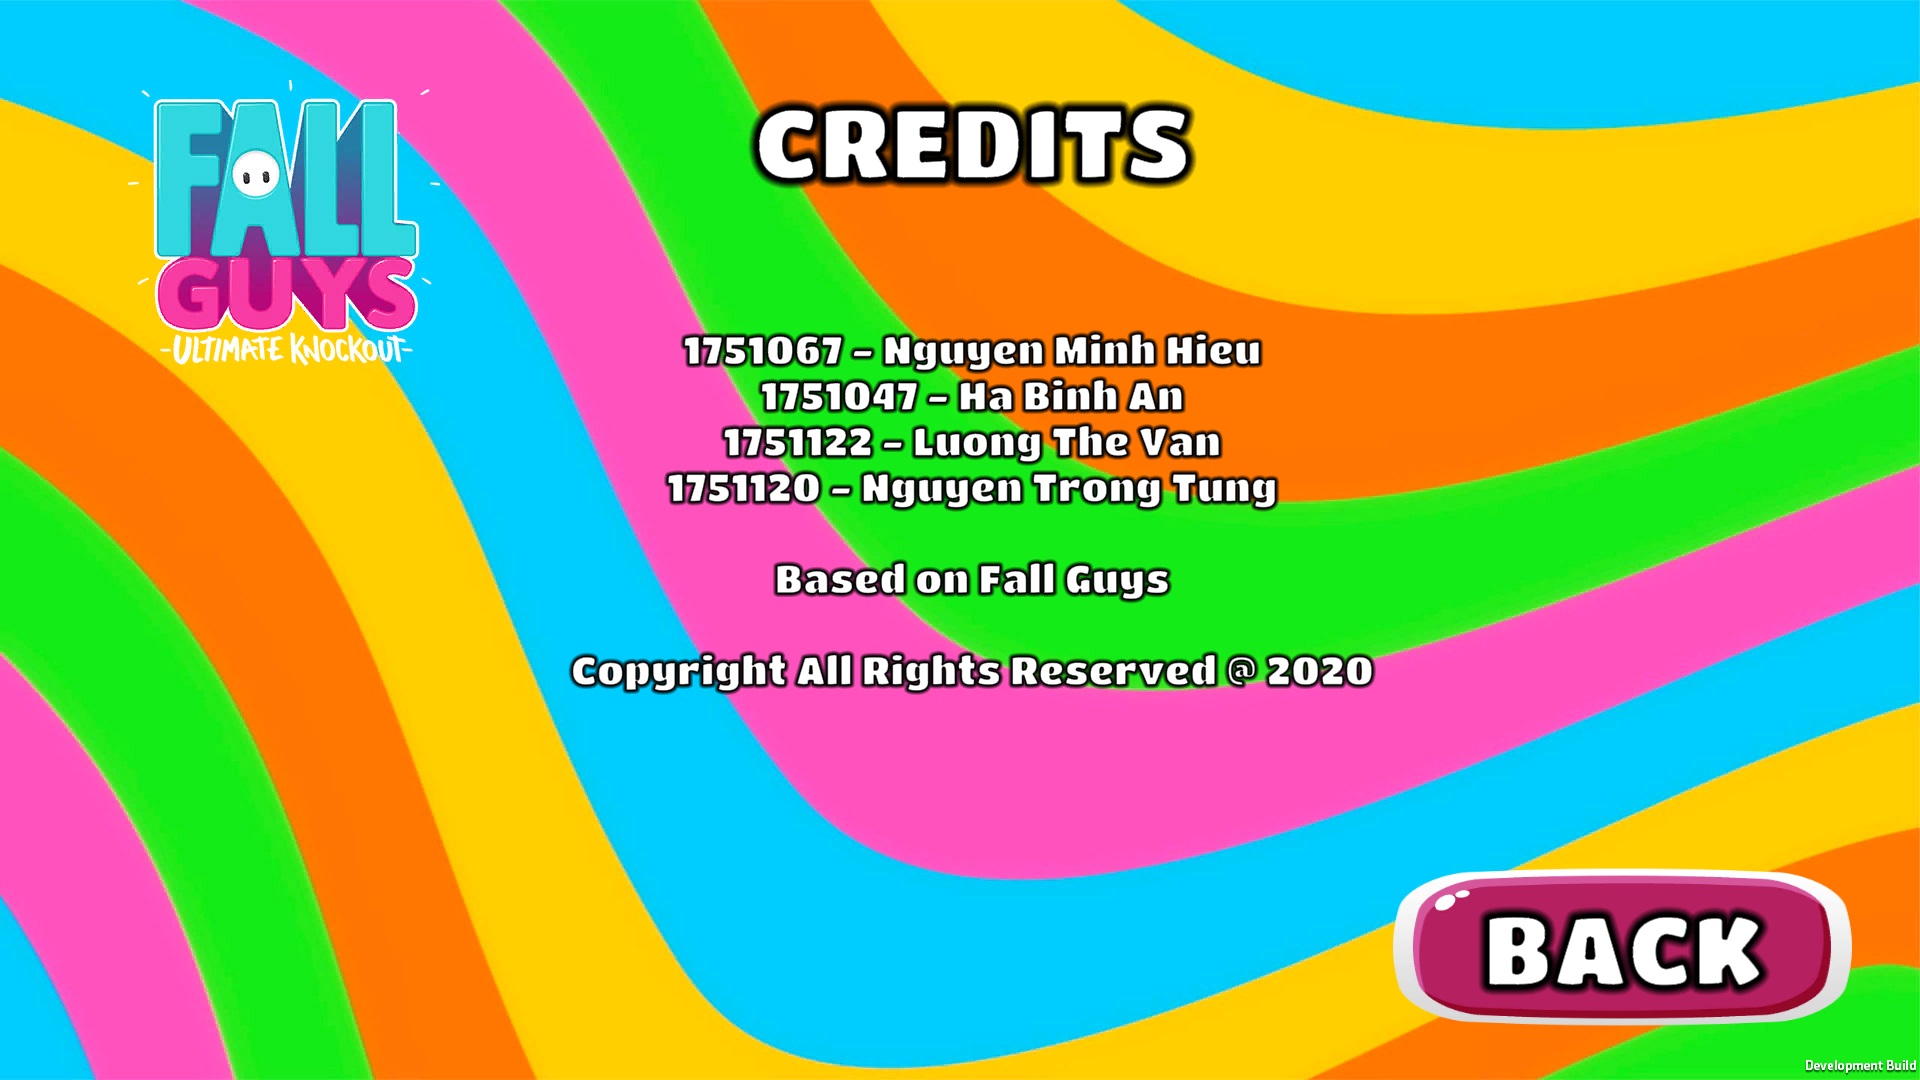 FALL
GUYS
-ULTIMATE KNOCKOUT-
CREDITS
1751067 - Nguyen Minh Hieu
1751047 - Ha Binh An
1751122 - Luong The Van
1751120 - Nguyen Trong Tung
Based on Fall Guys
Copyright All Rights Reserved @ 2020
BACK
Development Build